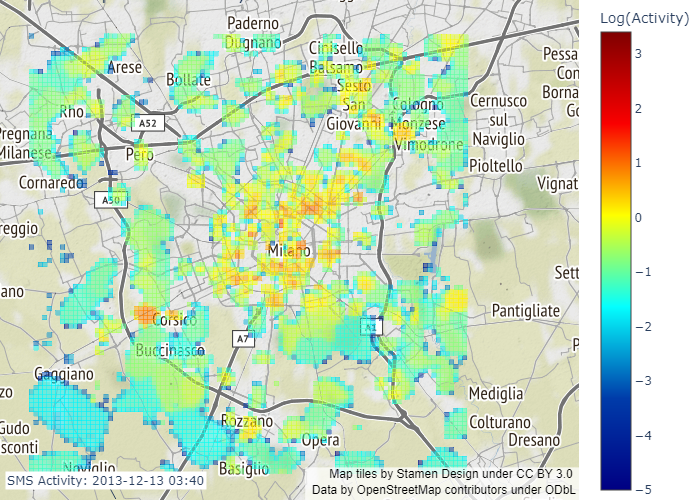 Log(Activity)
Paderno
Dugnano
Cinisello
Balsamo
Arese
Bollate
Sesto
San
Giovanni
Cologno
Monzese
Vimodrone
Cernusco
sul
Naviglio
Pioltello
Pessa
Con
Borna
Go
Rho
A52
Pregnana
Milanese
Pero
Cornaredo
A50
Vignat
reggio
Milano
Sett
ano
Corsico
A7
A1
Pantigliate
Buccinasco
P
Gaggiano
zo
Mediglia
Gudo
sconti
Rozzano
Opera
Colturano
Dresano
Noviglio
Basiglio
SMS Activity: 2013-12-13 03:40
Map tiles by Stamen Design under CC BY 3.0
Data by OpenStreetMap contributors under ODbL
3
2
1
0
−1
−2
−3
−4
−5